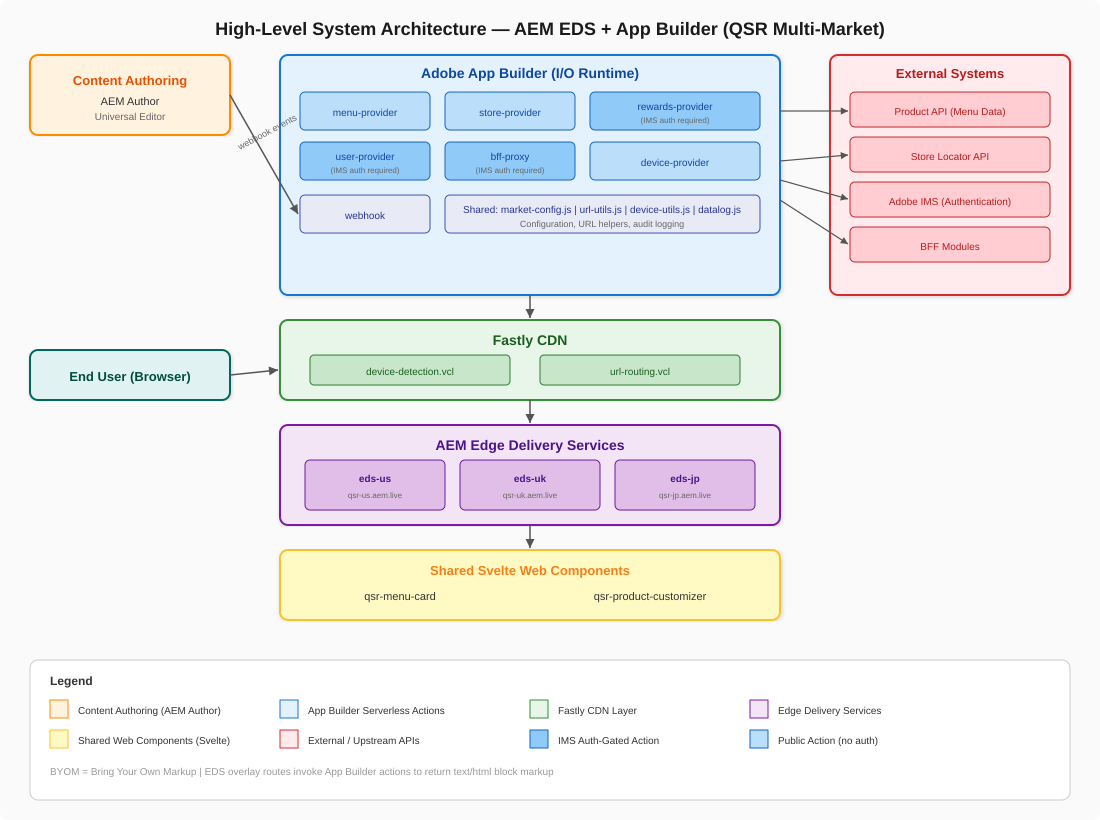 High-Level System Architecture — AEM EDS + App Builder (QSR Multi-Market)
Content Authoring
AEM Author
Universal Editor
webhook events
Adobe App Builder (I/O Runtime)
menu-provider
store-provider
rewards-provider
(IMS auth required)
user-provider
(IMS auth required)
bff-proxy
(IMS auth required)
device-provider
webhook
Shared: market-config.js | url-utils.js | device-utils.js | datalog.js
Configuration, URL helpers, audit logging
External Systems
Product API (Menu Data)
Store Locator API
Adobe IMS (Authentication)
BFF Modules
End User (Browser)
Fastly CDN
device-detection.vcl
url-routing.vcl
AEM Edge Delivery Services
eds-us
qsr-us.aem.live
eds-uk
qsr-uk.aem.live
eds-jp
qsr-jp.aem.live
Shared Svelte Web Components
qsr-menu-card
qsr-product-customizer
Legend
Content Authoring (AEM Author)
App Builder Serverless Actions
Fastly CDN Layer
Edge Delivery Services
Shared Web Components (Svelte)
External / Upstream APIs
IMS Auth-Gated Action
Public Action (no auth)
BYOM = Bring Your Own Markup | EDS overlay routes invoke App Builder actions to return text/html block markup